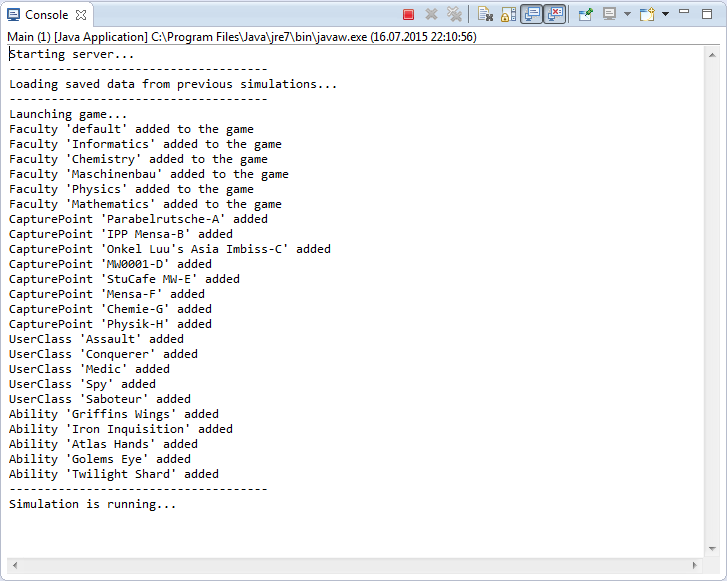 Console
Main (1) [Java Application] C:\Program Files\Java\jre7\bin\javaw.exe (16.07.2015 22:10:56)
Starting server...
-------------------------------------
Loading saved data from previous simulations...
-------------------------------------
Launching game...
Faculty 'default' added to the game
Faculty 'Informatics' added to the game
Faculty 'Chemistry' added to the game
Faculty 'Maschinenbau' added to the game
Faculty 'Physics' added to the game
Faculty 'Mathematics' added to the game
CapturePoint 'Parabelrutsche-A' added
CapturePoint 'IPP Mensa-B' added
CapturePoint 'Onkel Luu's Asia Imbiss-C' added
CapturePoint 'MW0001-D' added
CapturePoint 'StuCafe MW-E' added
CapturePoint 'Mensa-F' added
CapturePoint 'Chemie-G' added
CapturePoint 'Physik-H' added
UserClass 'Assault' added
UserClass 'Conquerer' added
UserClass 'Medic' added
UserClass 'Spy' added
UserClass 'Saboteur' added
Ability 'Griffins Wings' added
Ability 'Iron Inquisition' added
Ability 'Atlas Hands' added
Ability 'Golems Eye' added
Ability 'Twilight Shard' added
-------------------------------------
Simulation is running...